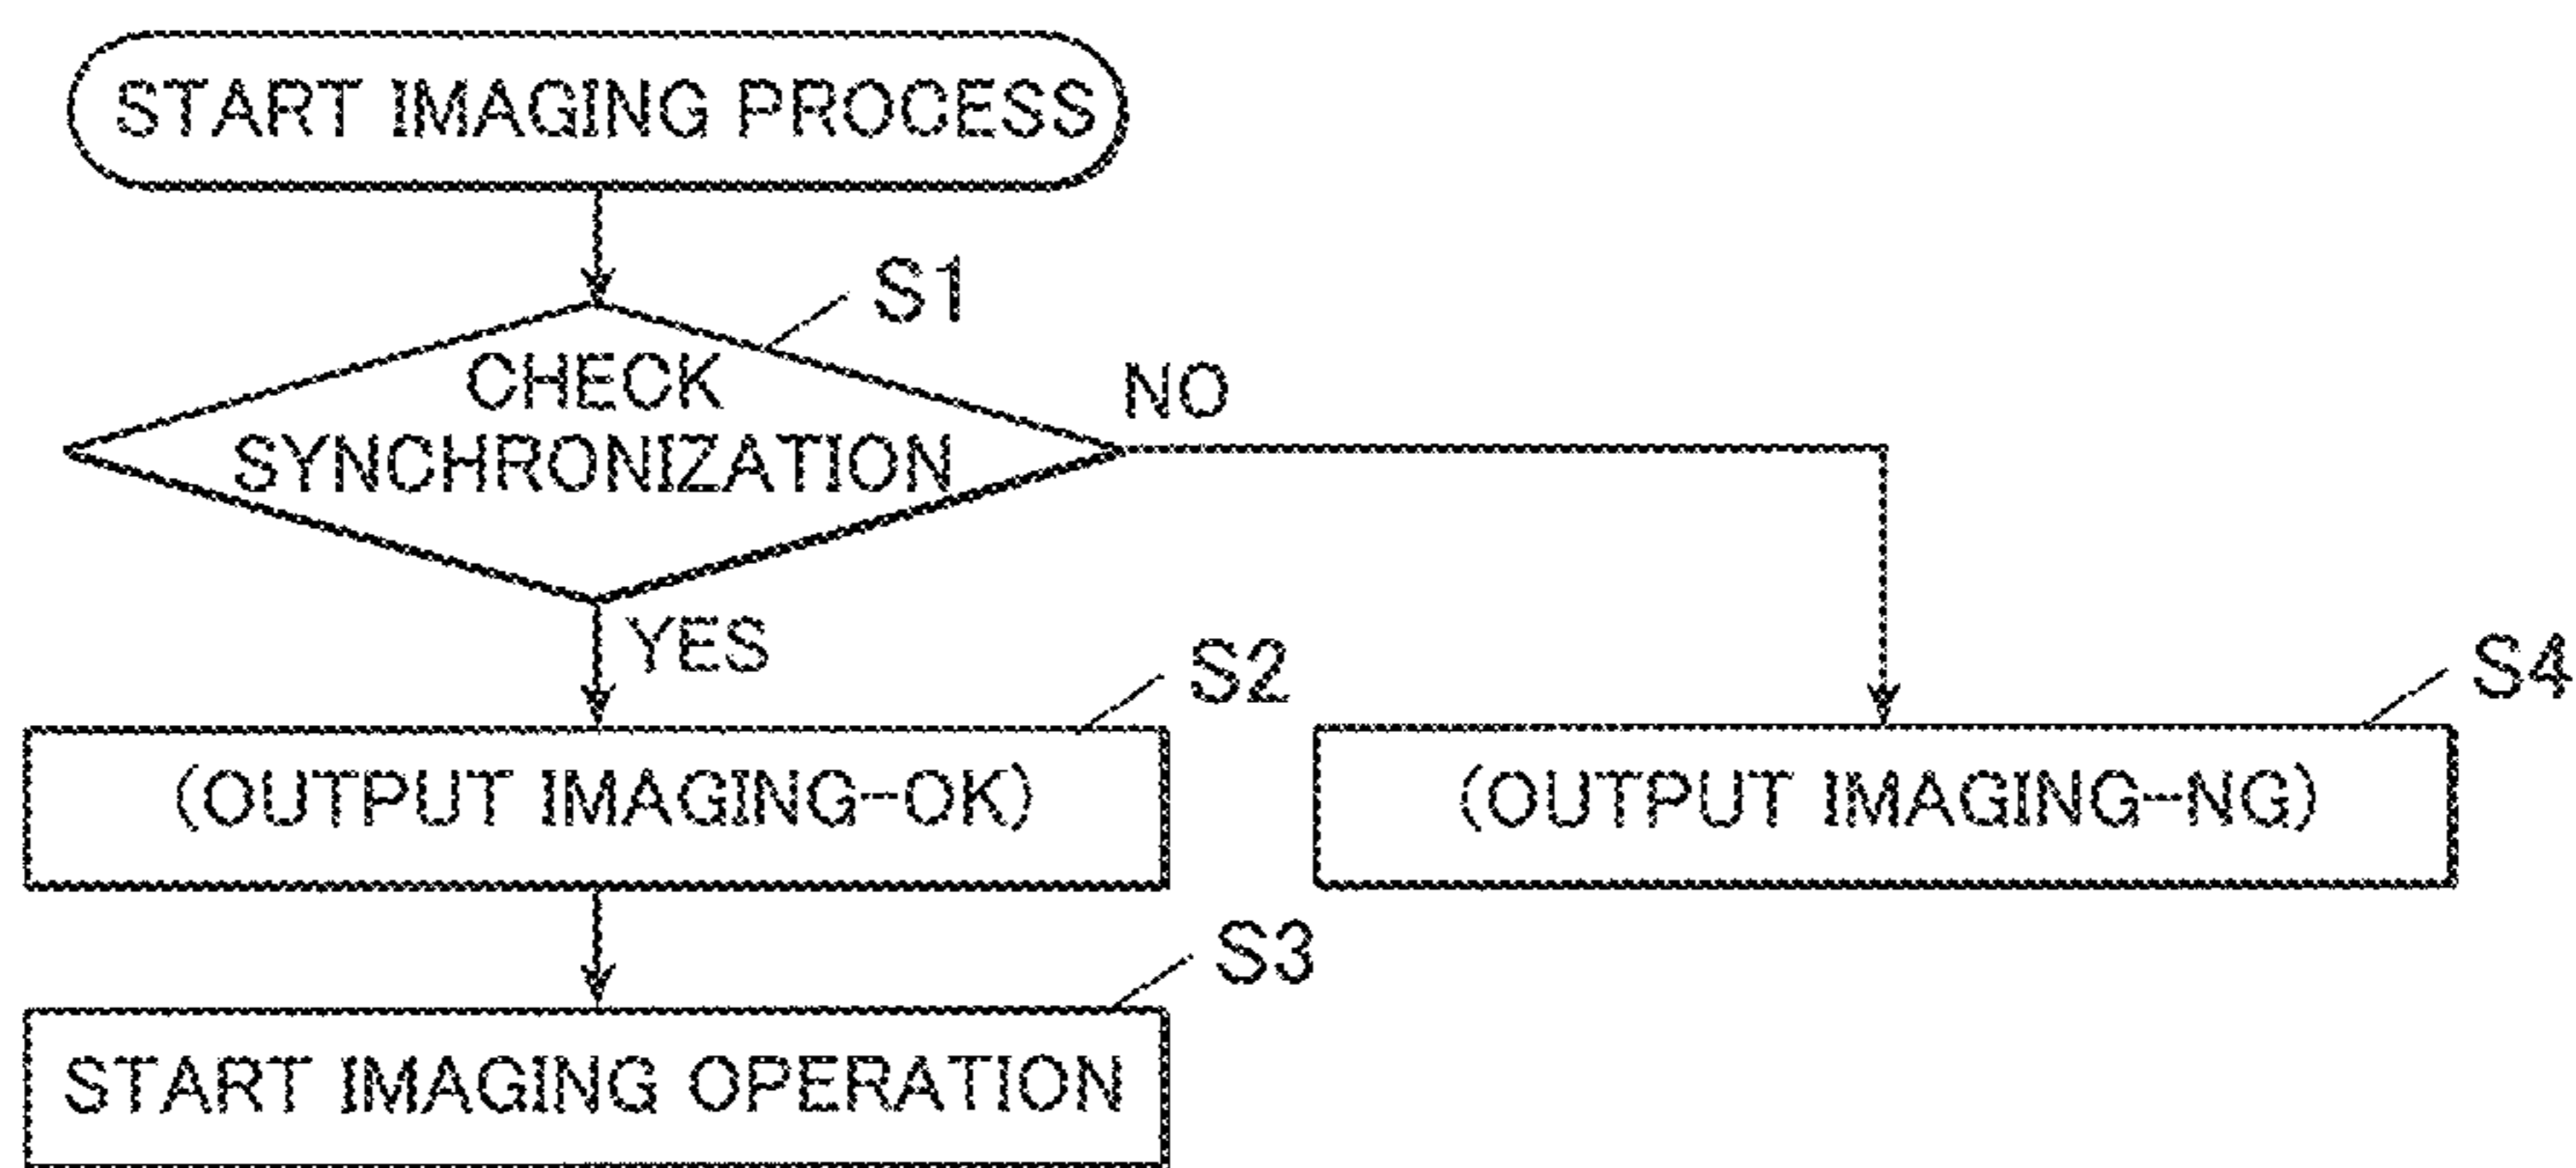 START IMAGING PROCESS
S1
CHECK
SYNCHRONIZATION
NO
YES
S2
(OUTPUT IMAGING-OK)
S4
(OUTPUT IMAGING-NG)
S3
START IMAGING OPERATION